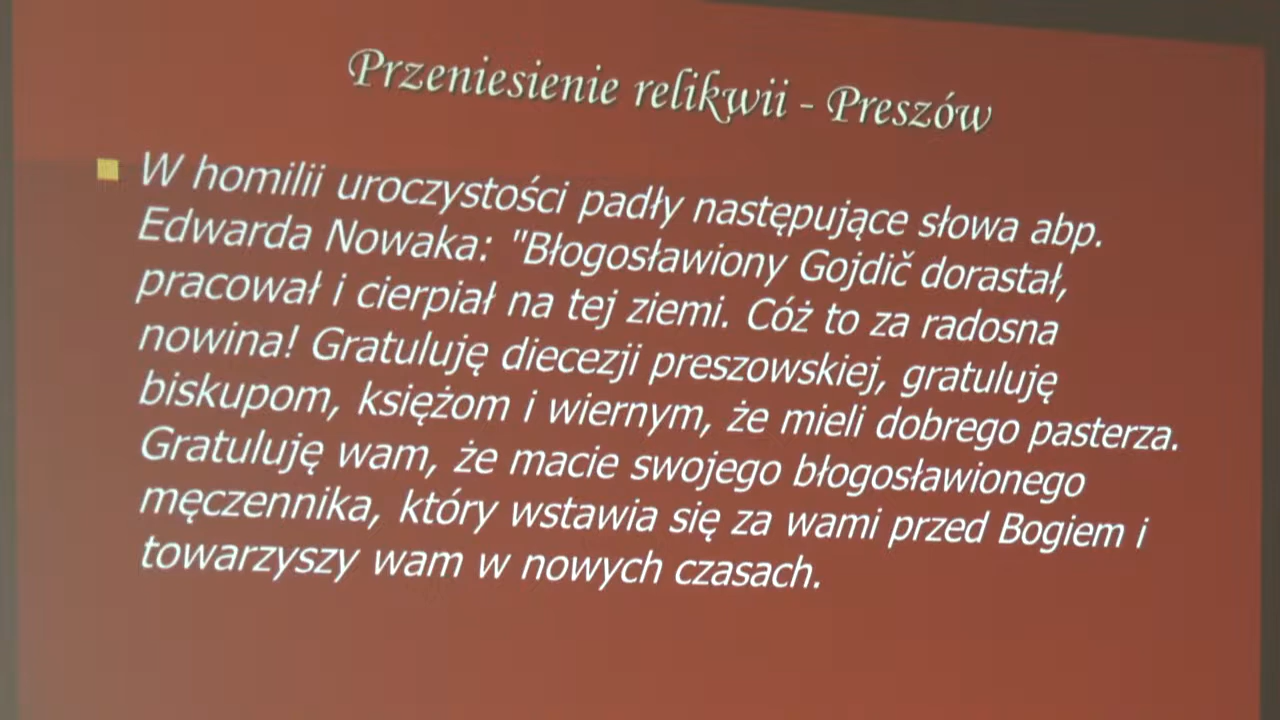 Przeniesienie relikwii - Preszów
W homilii uroczystości padły następujące słowa abp.
Edwarda Nowaka: "Błogosławiony Gojdič dorastał,
pracował i cierpiał na tej ziemi. Cóż to za radosna
nowina! Gratuluję diecezji preszowskiej, gratuluję
biskupom, księżom i wiernym, że mieli dobrego pasterza.
Gratuluję wam, że macie swojego błogosławionego
męczennika, który wstawia się za wami przed Bogiem i
towarzyszy wam w nowych czasach.